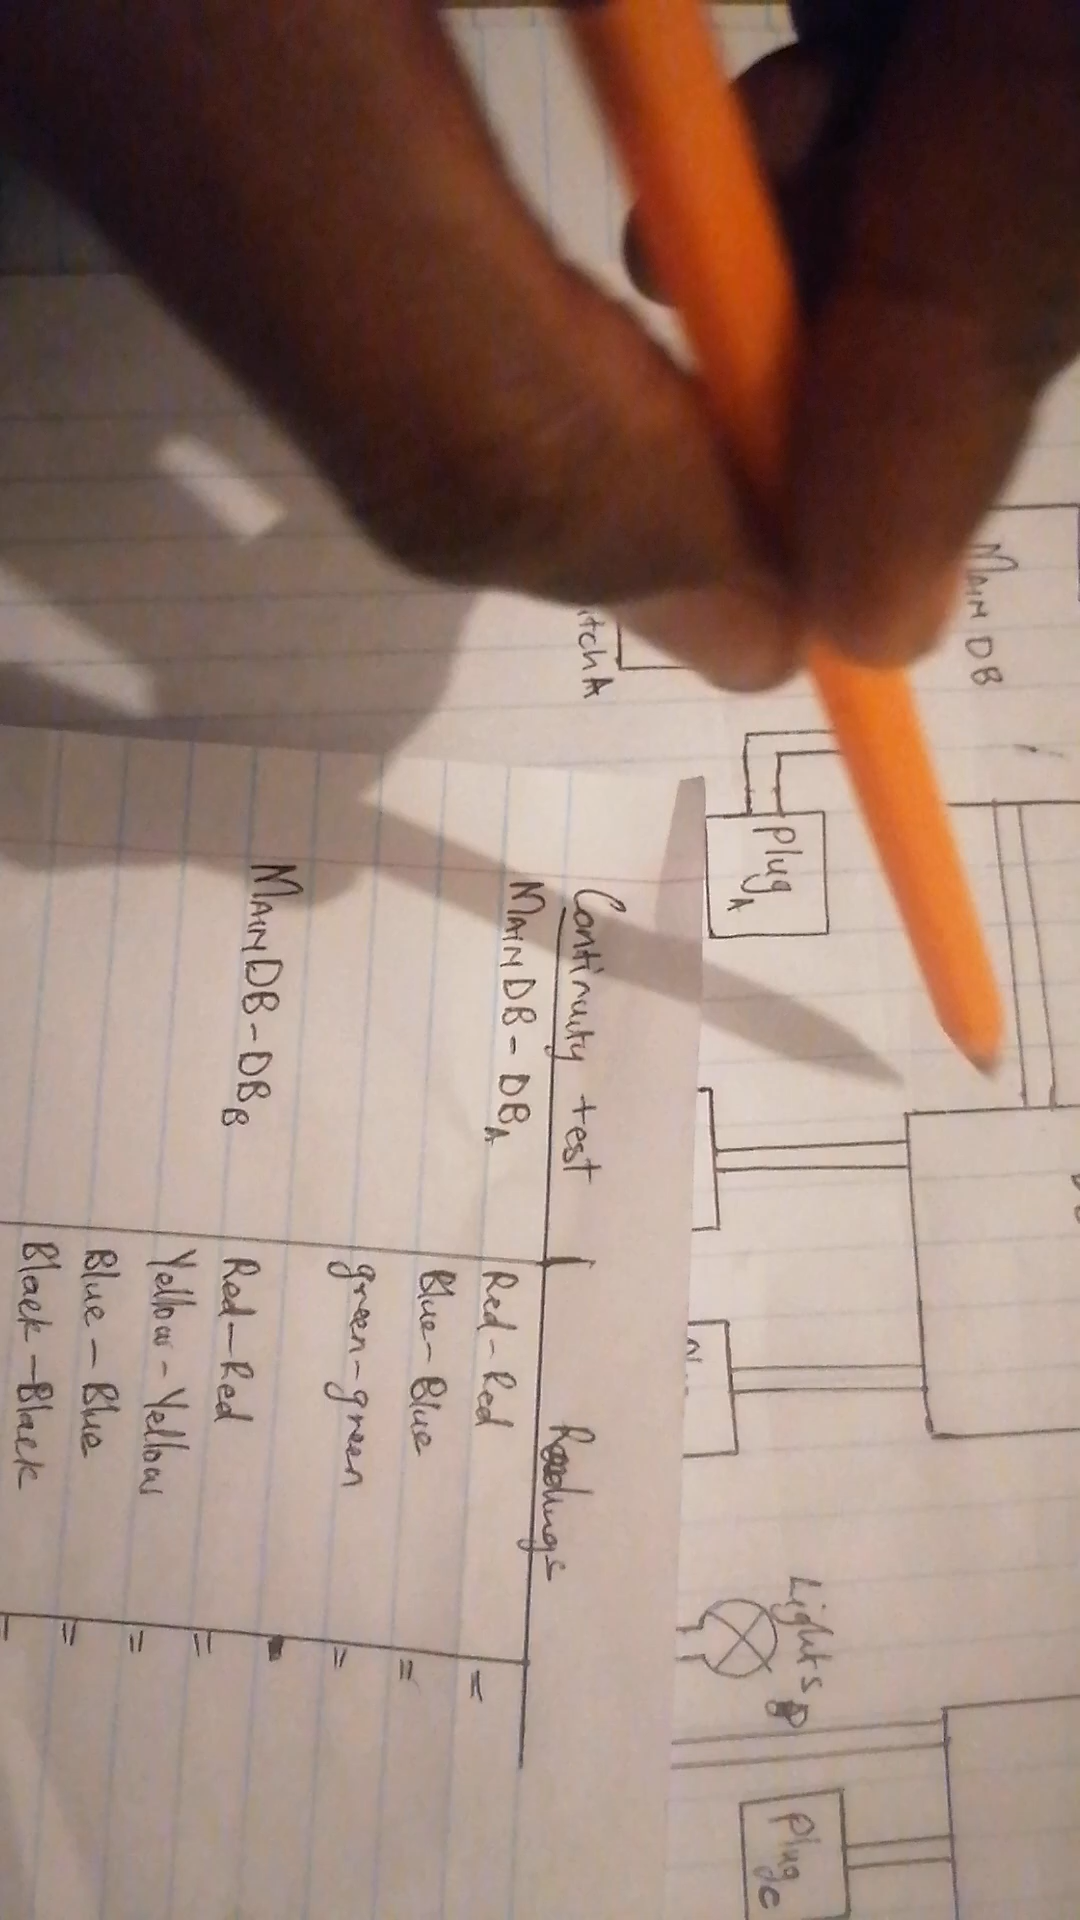 Main DB
itch A
Plug A
Lights D
Plug C
Continuity test
Readings
Main DB - DB A
Red - Red
=
Blue - Blue
=
green - green
=
Main DB - DB B
Red - Red
=
Yellow - Yellow
=
Blue - Blue
=
Black - Black
=